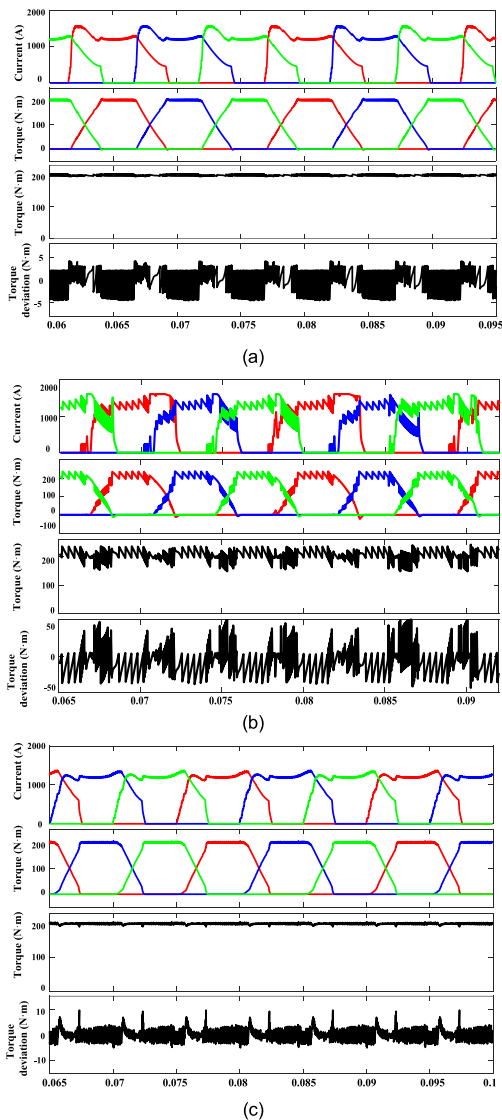 2000
1000
0
Current (A)
200
100
0
Torque (N·m)
200
100
0
Torque (N·m)
5
0
-5
Torque
deviation (N·m)
0.06 0.065 0.07 0.075 0.08 0.085 0.09 0.095
(a)
2000
1000
0
Current (A)
200
100
0
-100
Torque (N·m)
200
100
0
Torque (N·m)
50
0
-50
Torque
deviation (N·m)
0.065 0.07 0.075 0.08 0.085 0.09
(b)
2000
1000
0
Current (A)
200
100
0
Torque (N·m)
200
100
0
Torque (N·m)
10
0
-10
Torque
deviation (N·m)
0.065 0.07 0.075 0.08 0.085 0.09 0.095 0.1
(c)